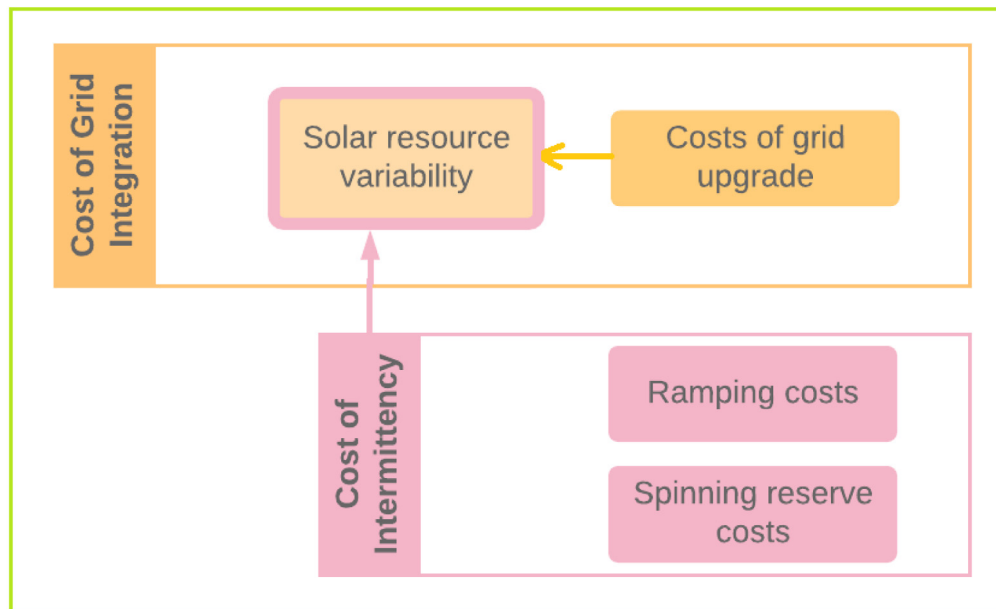 Cost of Grid
Integration
Solar resource
variability
Costs of grid
upgrade
Cost of
Intermittency
Ramping costs
Spinning reserve
costs